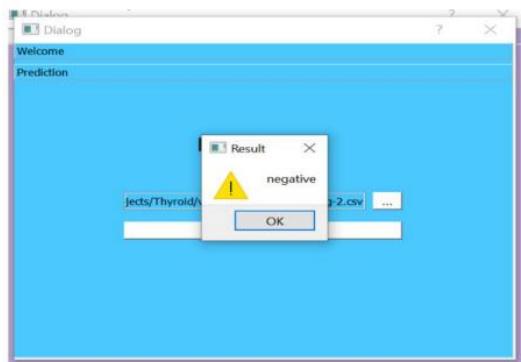 Dialog
Dialog ? ×
Welcome
Prediction
Result ×
negative
jects/Thyroid/ g-2.csv ...
OK